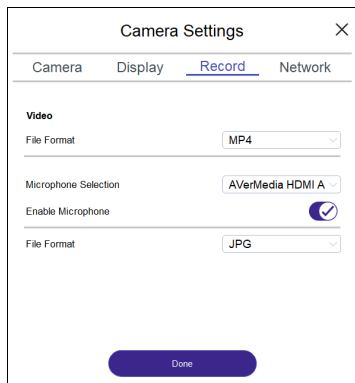 Camera Settings
Camera Display Record Network
Video
File Format MP4
Microphone Selection AVerMedia HDMI A
Enable Microphone
File Format JPG
Done